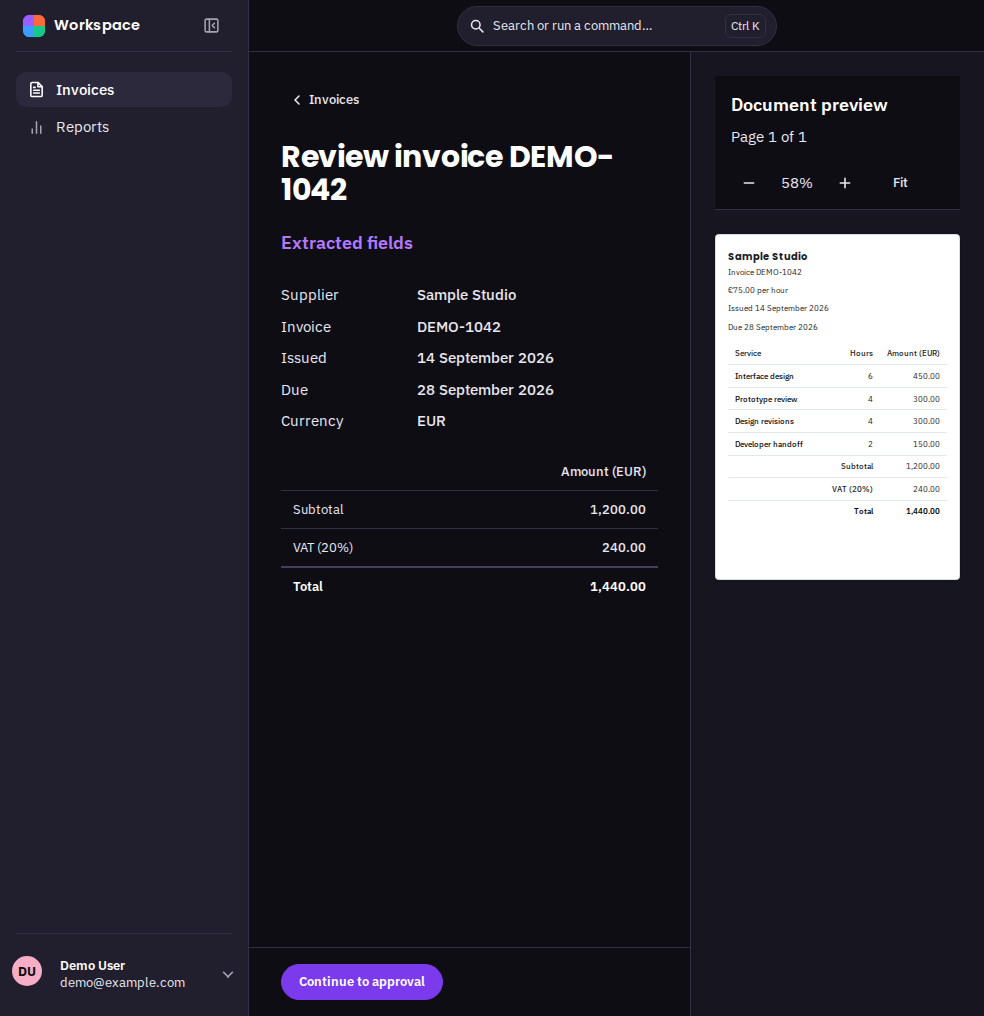 Workspace
Search or run a command...
Ctrl K
Invoices
Reports
Invoices
Review invoice DEMO-
1042
Extracted fields
Supplier Sample Studio
Invoice DEMO-1042
Issued 14 September 2026
Due 28 September 2026
Currency EUR
Amount (EUR)
Subtotal 1,200.00
VAT (20%) 240.00
Total 1,440.00
Continue to approval
Document preview
Page 1 of 1
58% Fit
Sample Studio
Invoice DEMO-1042
€75.00 per hour
Issued 14 September 2026
Due 28 September 2026
Service Hours Amount (EUR)
Interface design 6 450.00
Prototype review 4 300.00
Design revisions 4 300.00
Developer handoff 2 150.00
Subtotal 1,200.00
VAT (20%) 240.00
Total 1,440.00
DU
Demo User
demo@example.com